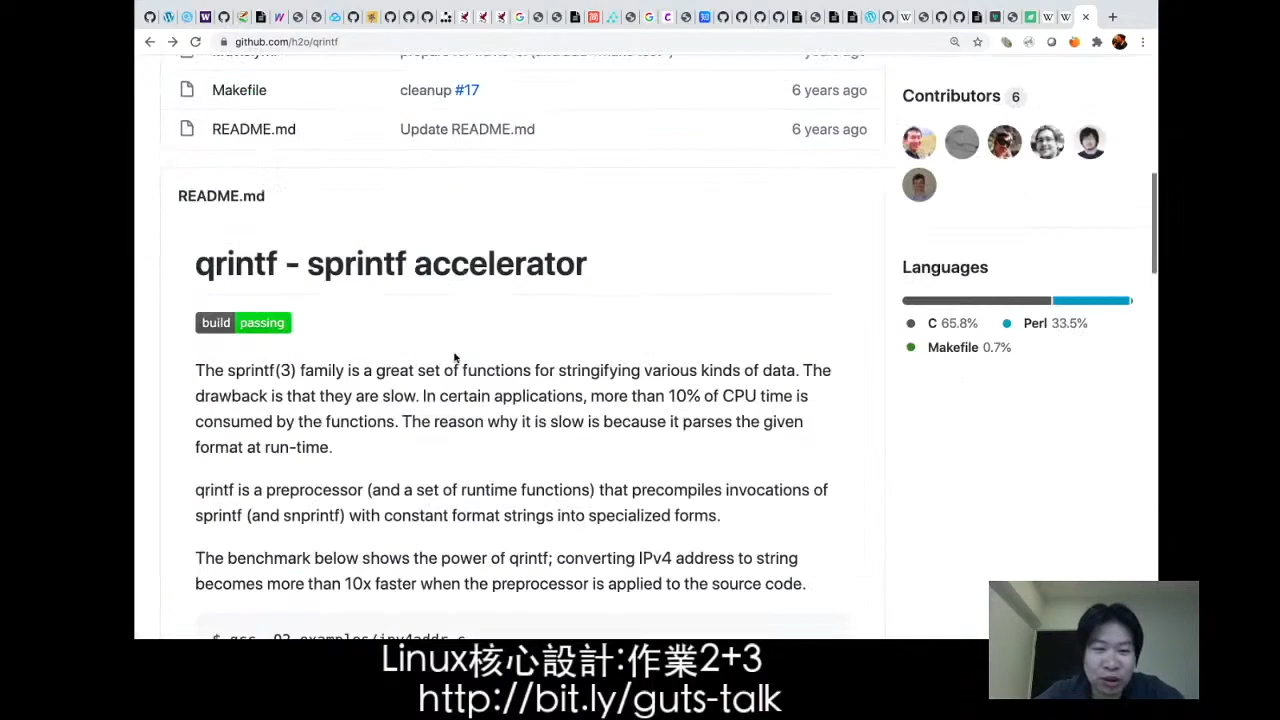 github.com/h2o/qrintf
Makefile
cleanup #17
6 years ago
README.md
Update README.md
6 years ago
README.md
qrintf - sprintf accelerator
build passing
The sprintf(3) family is a great set of functions for stringifying various kinds of data. The
drawback is that they are slow. In certain applications, more than 10% of CPU time is
consumed by the functions. The reason why it is slow is because it parses the given
format at run-time.
qrintf is a preprocessor (and a set of runtime functions) that precompiles invocations of
sprintf (and snprintf) with constant format strings into specialized forms.
The benchmark below shows the power of qrintf; converting IPv4 address to string
becomes more than 10x faster when the preprocessor is applied to the source code.
Contributors 6
Languages
C 65.8%
Perl 33.5%
Makefile 0.7%
Linux核心設計:作業2+3
http://bit.ly/guts-talk